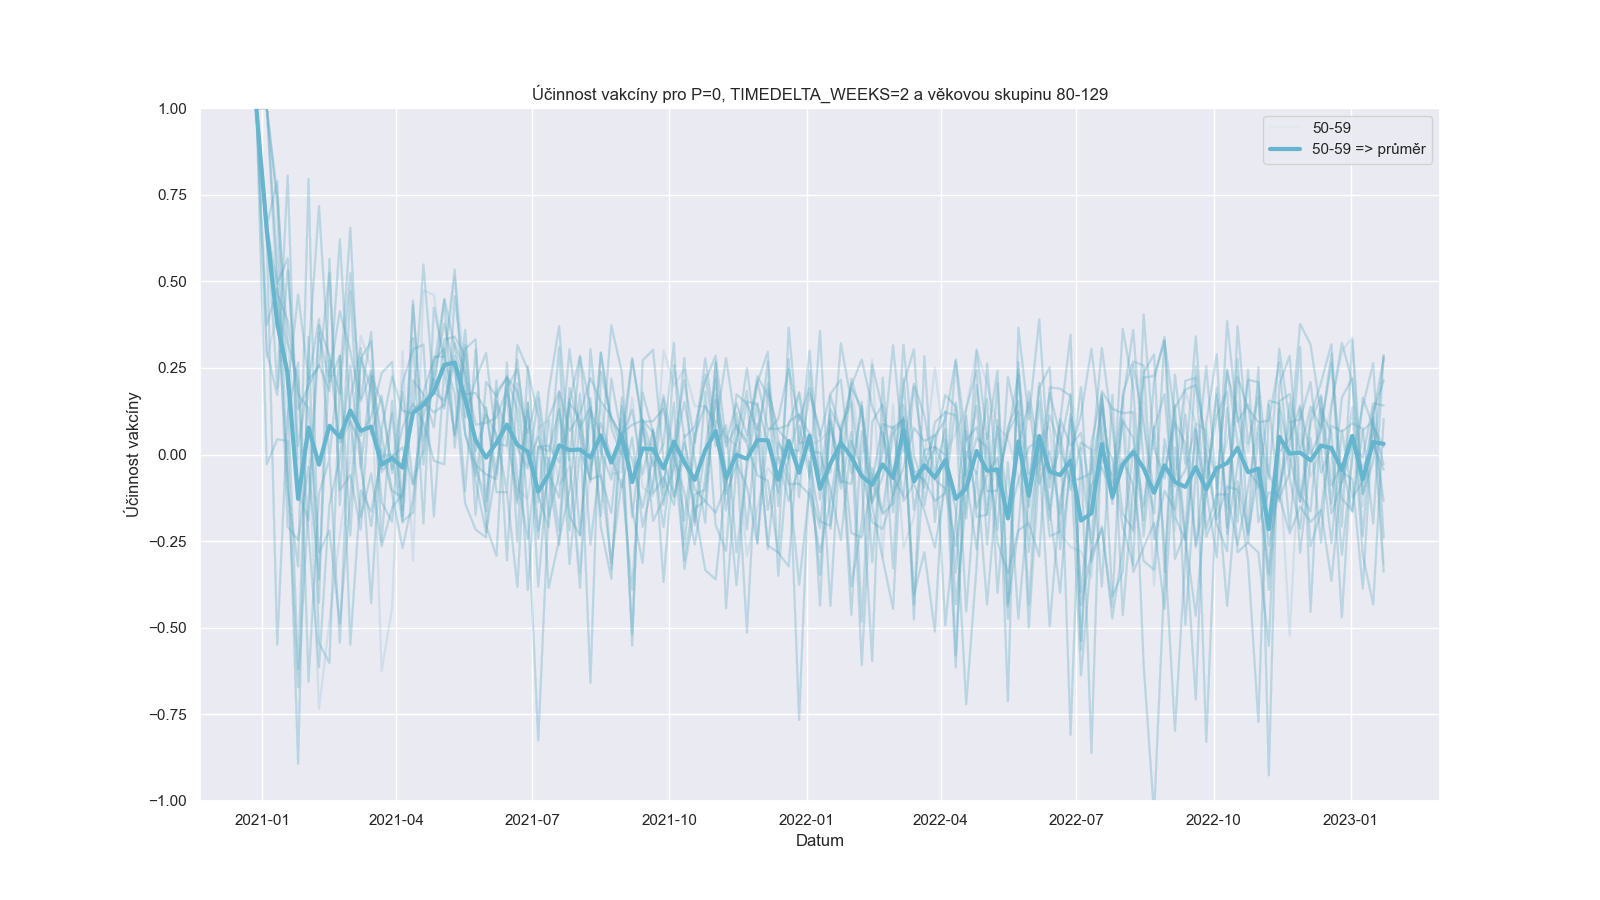 Účinnost vakcíny pro P=0, TIMEDELTA_WEEKS=2 a věkovou skupinu 80-129
50-59
50-59 => průměr
1.00
0.75
0.50
0.25
0.00
−0.25
−0.50
−0.75
−1.00
Účinnost vakcíny
2021-01 2021-04 2021-07 2021-10 2022-01 2022-04 2022-07 2022-10 2023-01
Datum